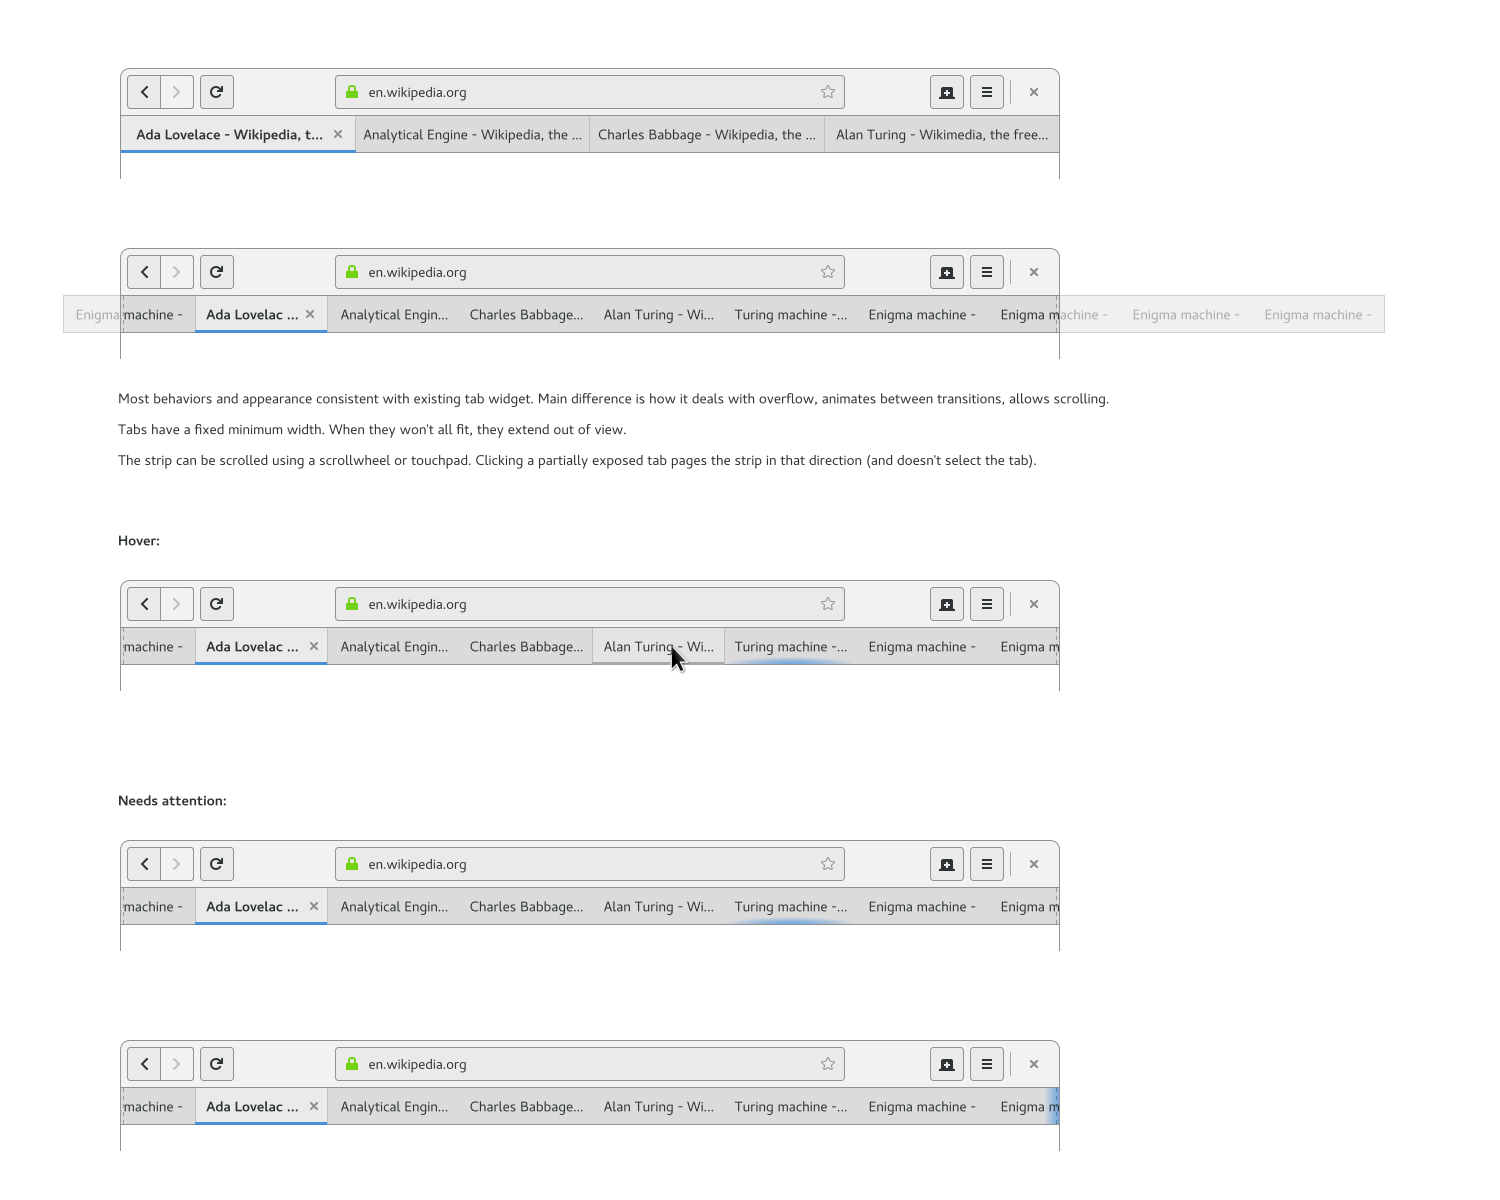 en.wikipedia.org
Ada Lovelace - Wikipedia, t... Analytical Engine - Wikipedia, the ... Charles Babbage - Wikipedia, the ... Alan Turing - Wikimedia, the free...
en.wikipedia.org
Enigma machine - Ada Lovelac ... Analytical Engin... Charles Babbage... Alan Turing - Wi... Turing machine -... Enigma machine - Enigma machine - Enigma machine - Enigma machine -
Most behaviors and appearance consistent with existing tab widget. Main difference is how it deals with overflow, animates between transitions, allows scrolling.
Tabs have a fixed minimum width. When they won't all fit, they extend out of view.
The strip can be scrolled using a scrollwheel or touchpad. Clicking a partially exposed tab pages the strip in that direction (and doesn't select the tab).
Hover:
en.wikipedia.org
machine - Ada Lovelac ... Analytical Engin... Charles Babbage... Alan Turing - Wi... Turing machine -... Enigma machine - Enigma m
Needs attention:
en.wikipedia.org
machine - Ada Lovelac ... Analytical Engin... Charles Babbage... Alan Turing - Wi... Turing machine -... Enigma machine - Enigma m
en.wikipedia.org
machine - Ada Lovelac ... Analytical Engin... Charles Babbage... Alan Turing - Wi... Turing machine -... Enigma machine - Enigma m